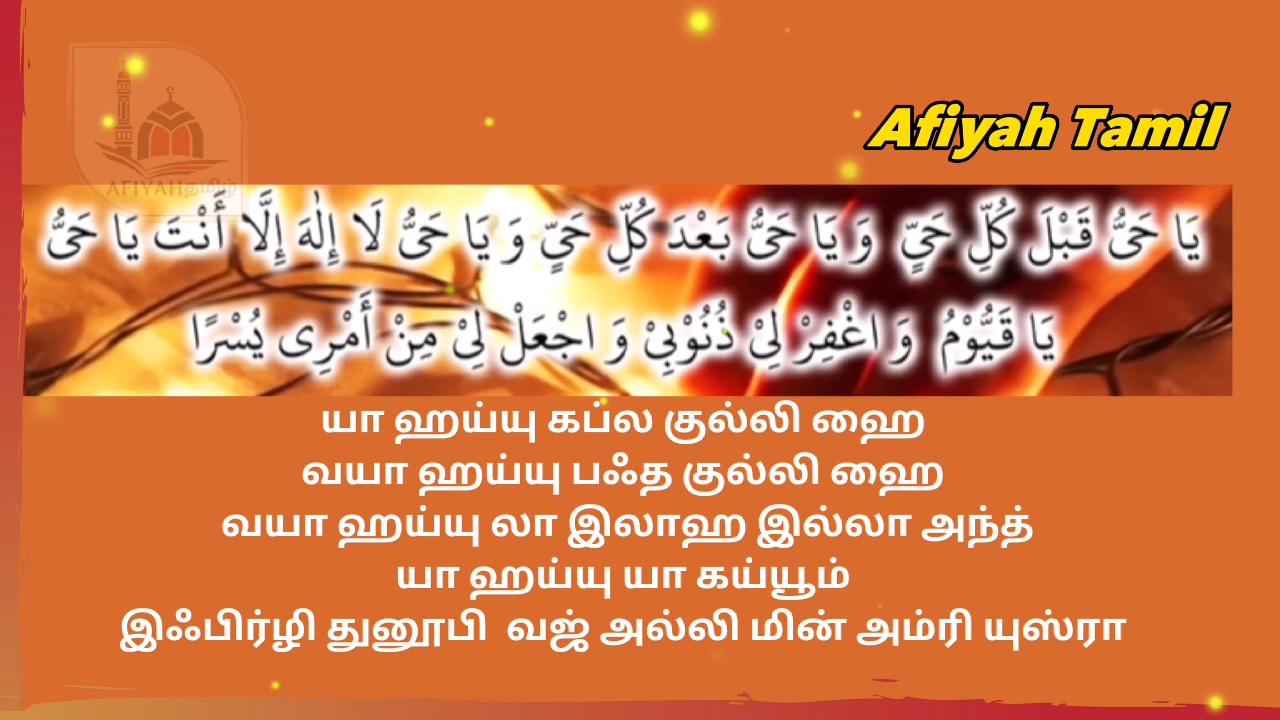 AFIYAHதமிழ்
Afiyah Tamil
يَا حَيُّ قَبْلَ كُلِّ حَيٍّ وَ يَا حَيُّ بَعْدَ كُلِّ حَيٍّ وَ يَا حَيُّ لَا إِلٰهَ إِلَّا أَنْتَ يَا حَيُّ
يَا قَيُّوْمُ وَ اغْفِرْ لِيْ ذُنُوْبِيْ وَ اجْعَلْ لِيْ مِنْ أَمْرِى يُسْرًا
யா ஹய்யு கப்ல குல்லி ஹை
வயா ஹய்யு பஃத குல்லி ஹை
வயா ஹய்யு லா இலாஹ இல்லா அந்த்
யா ஹய்யு யா கய்யூம்
இஃபிர்ழி துனூபி வஜ் அல்லி மின் அம்ரி யுஸ்ரா